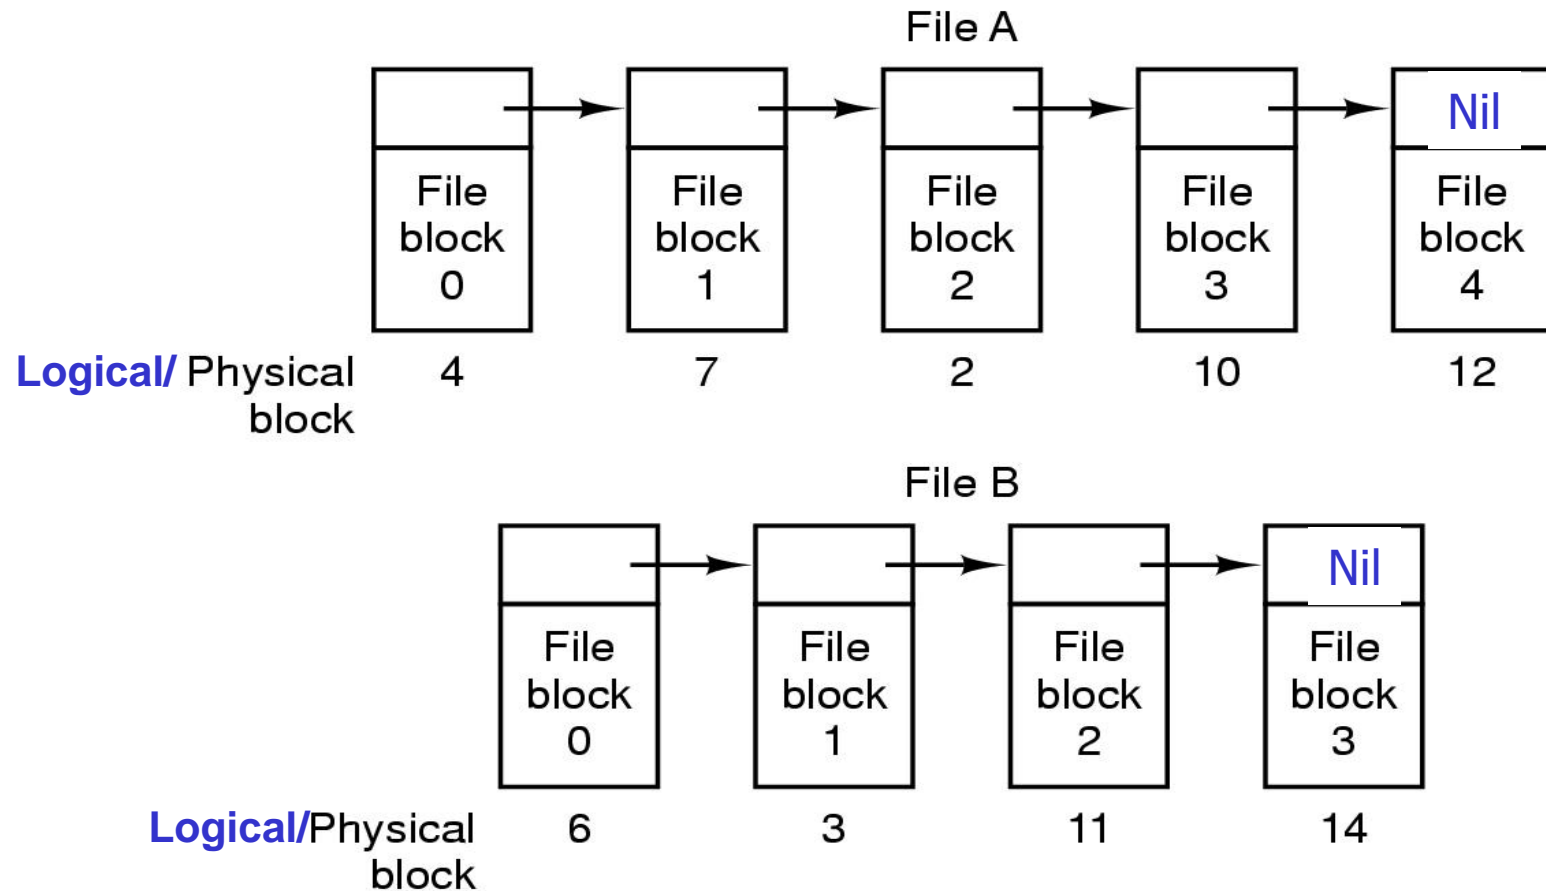 File A
Nil
File File File File File
block block block block block
0 1 2 3 4
Logical/ Physical 4 7 2 10 12
block
File B
Nil
File File File File
block block block block
0 1 2 3
Logical/Physical 6 3 11 14
block